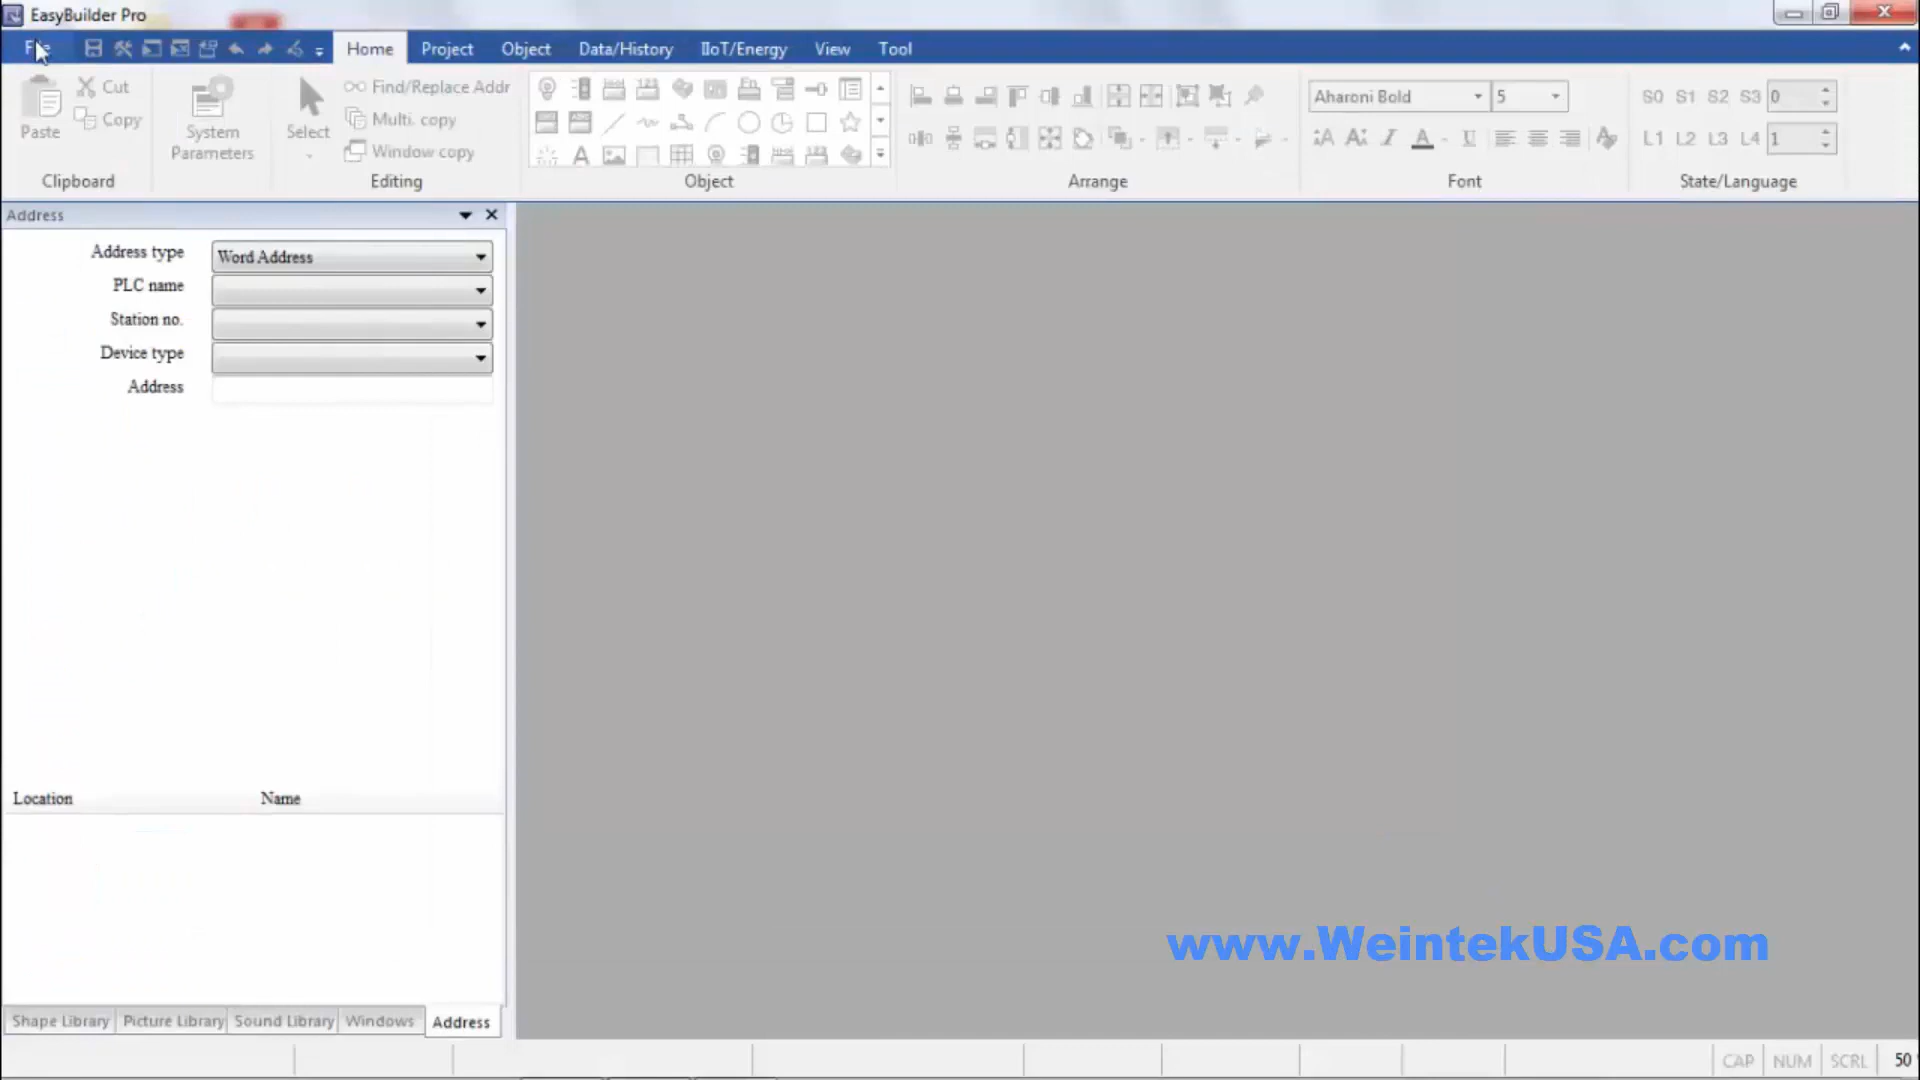 EasyBuilder Pro
Home Project Object Data/History IIoT/Energy View Tool
Paste Cut Copy
Clipboard
System Parameters
Select
Find/Replace Addr
Multi. copy
Window copy
Editing
Object
Arrange
Aharoni Bold 5
Font
S0 S1 S2 S3 0
L1 L2 L3 L4 1
State/Language
Address
Address type Word Address
PLC name
Station no.
Device type
Address
Location Name
Shape Library Picture Library Sound Library Windows Address
www.WeintekUSA.com
CAP NUM SCRL 50